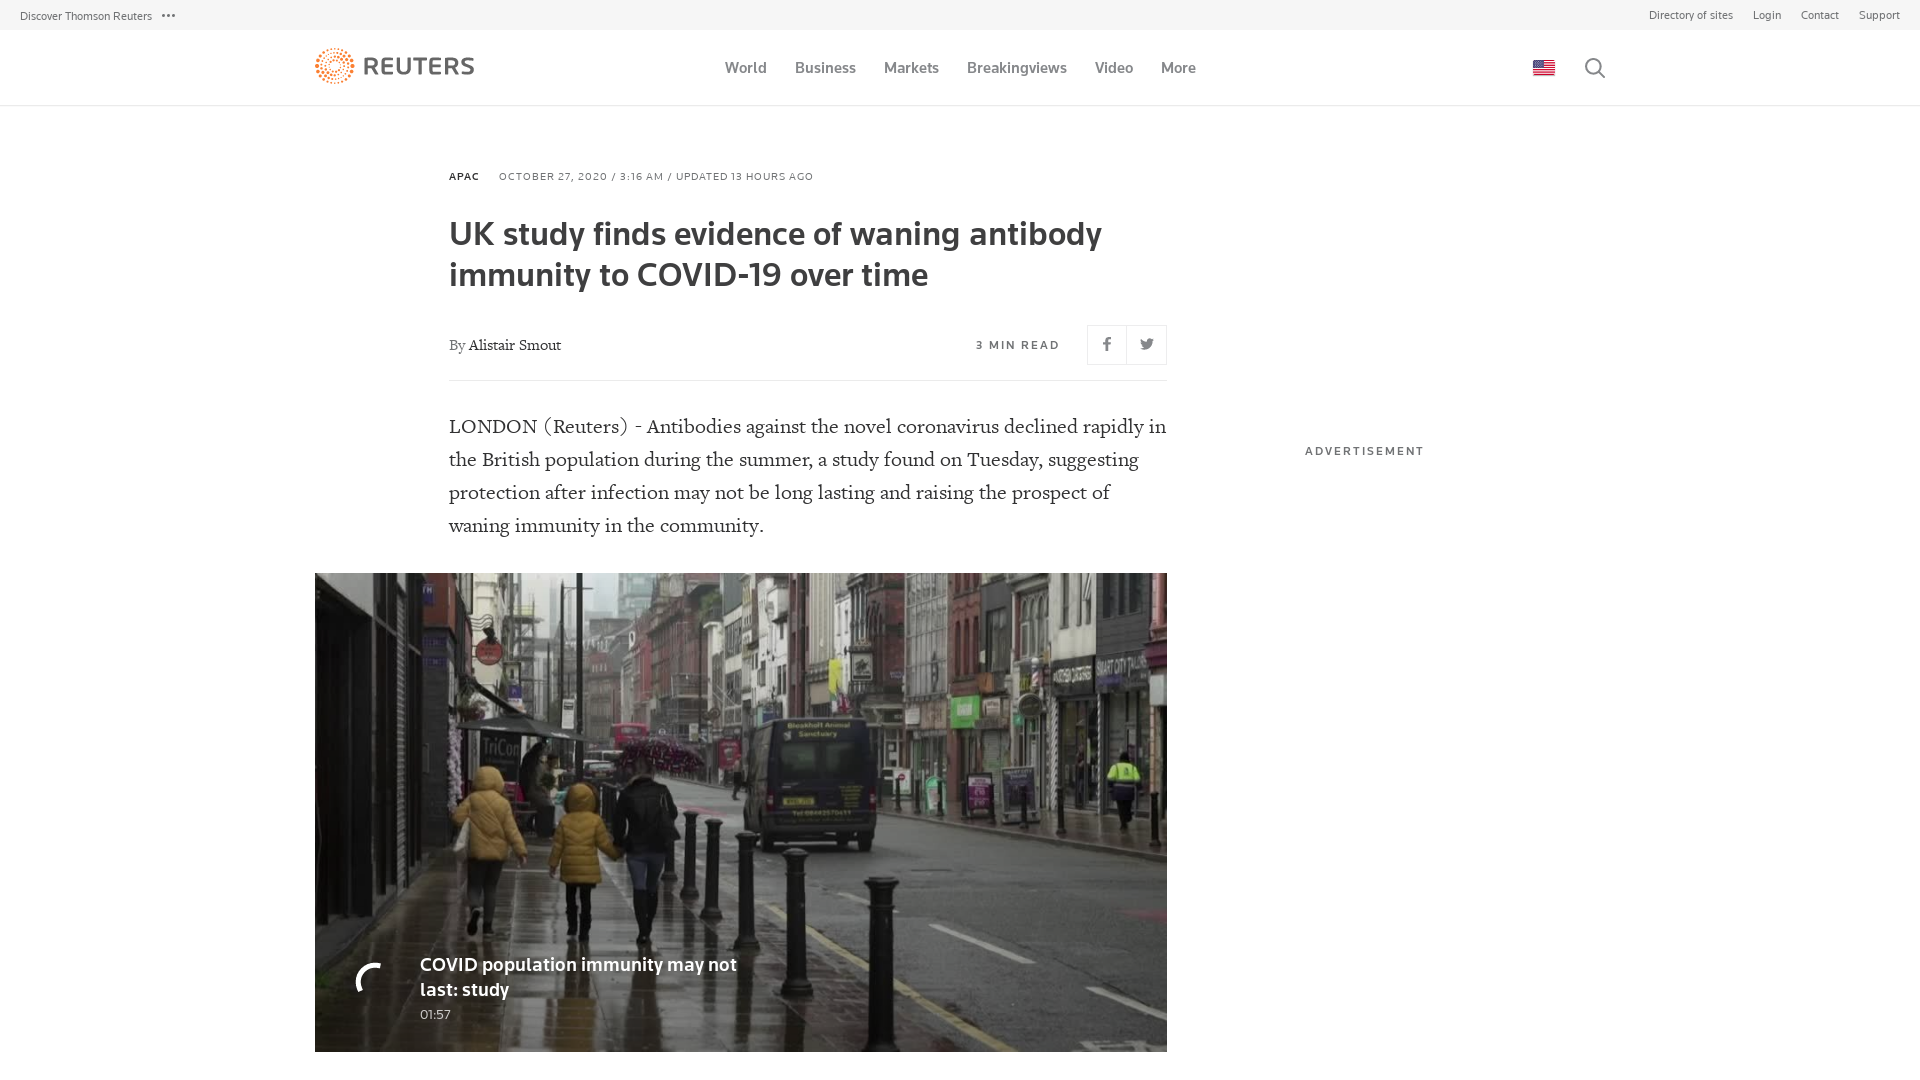 Discover Thomson Reuters
Directory of sites Login Contact Support
REUTERS
World Business Markets Breakingviews Video More
APAC OCTOBER 27, 2020 / 3:16 AM / UPDATED 13 HOURS AGO
UK study finds evidence of waning antibody
immunity to COVID-19 over time
By Alistair Smout
3 MIN READ
LONDON (Reuters) - Antibodies against the novel coronavirus declined rapidly in
the British population during the summer, a study found on Tuesday, suggesting
protection after infection may not be long lasting and raising the prospect of
waning immunity in the community.
ADVERTISEMENT
TriCon
Animal
Sanctuary
SMART CITY
COVID population immunity may not
last: study
01:57